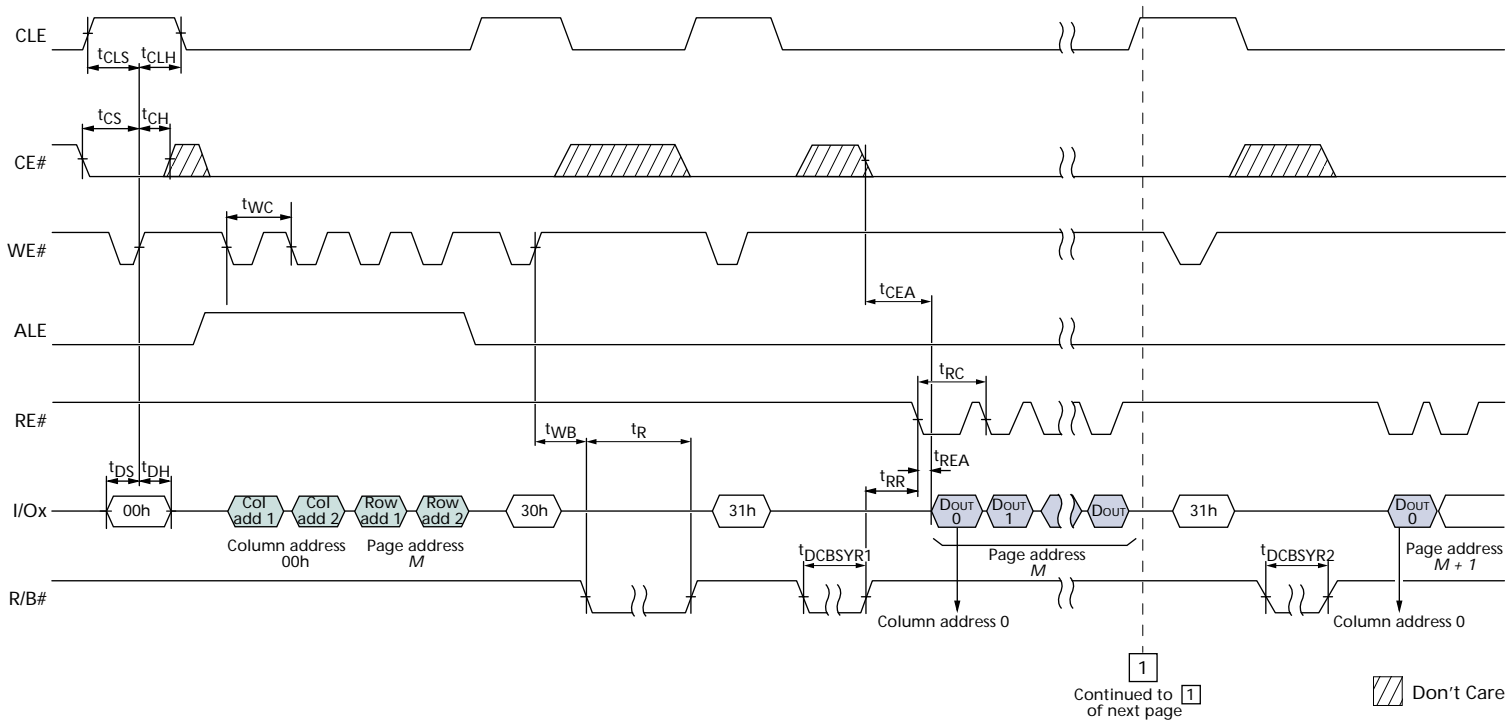 CLE
tCLS tCLH
tCS tCH
CE#
tWC
WE#
tCEA
ALE
tRC
RE#
tWB tR
tREA
tDS tDH
tRR
I/Ox
00h
Col add 1
Col add 2
Row add 1
Row add 2
30h
31h
DOUT 0
DOUT 1
DOUT
31h
DOUT 0
Column address
00h
Page address
M
tDCBSYR1
Page address
M
tDCBSYR2
Page address
M + 1
R/B#
Column address 0
Column address 0
1
Continued to 1
of next page
Don't Care